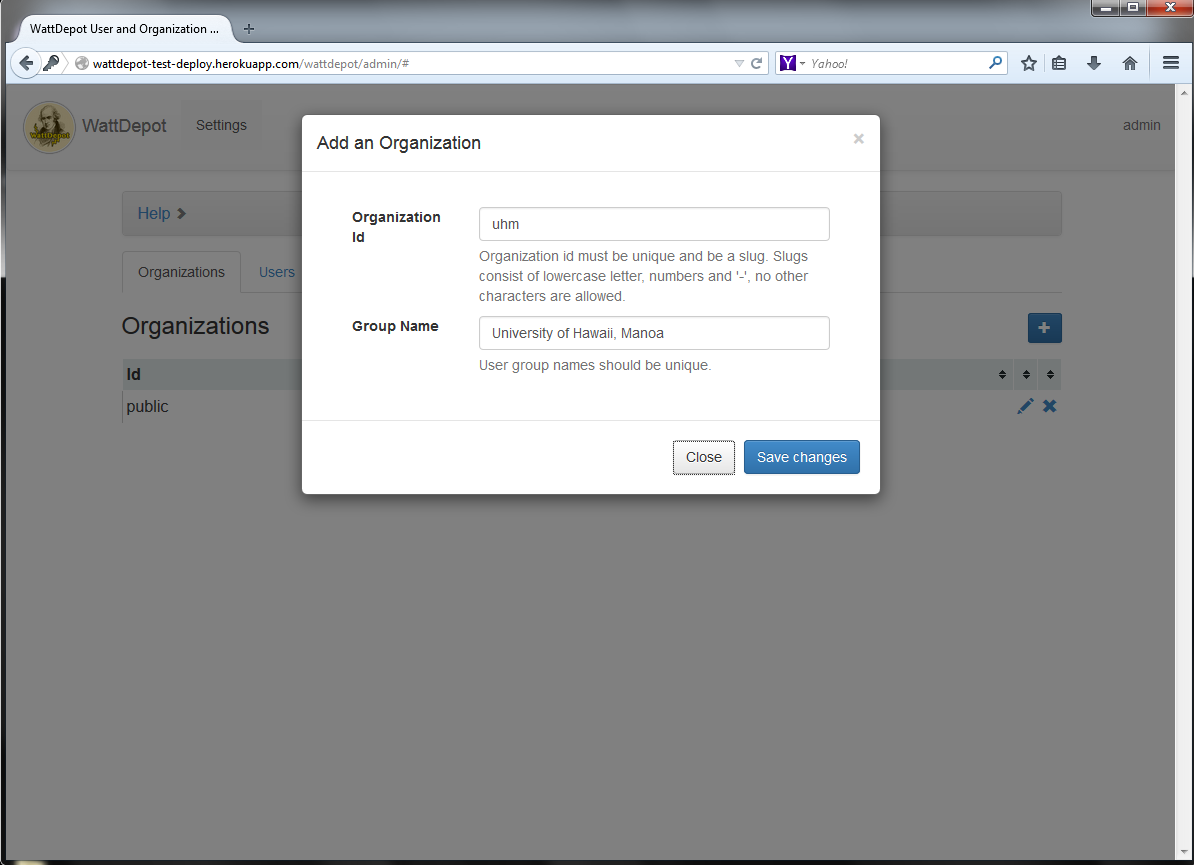 WattDepot User and Organization ...
wattdepot-test-deploy.herokuapp.com/wattdepot/admin/#
Yahoo!
wattDepot
WattDepot
Settings
admin
Add an Organization
×
Help
Organizations
Users
Organizations
Id
public
Organization
Id
uhm
Organization id must be unique and be a slug. Slugs
consist of lowercase letter, numbers and '-', no other
characters are allowed.
Group Name
University of Hawaii, Manoa
User group names should be unique.
Close
Save changes